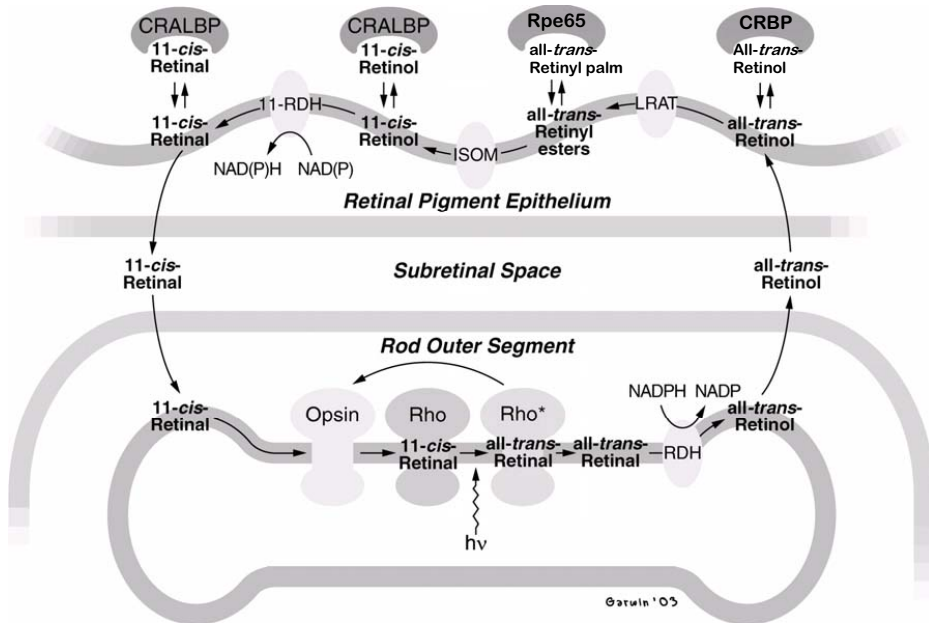 CRALBP
11-cis-
Retinal
CRALBP
11-cis-
Retinol
Rpe65
all-trans-
Retinyl palm
CRBP
All-trans-
Retinol
11-cis-
Retinal
11-RDH
11-cis-
Retinol
ISOM
all-trans-
Retinyl
esters
LRAT
all-trans-
Retinol
NAD(P)H
NAD(P)
Retinal Pigment Epithelium
11-cis-
Retinal
Subretinal Space
all-trans-
Retinol
Rod Outer Segment
11-cis-
Retinal
Opsin
Rho
Rho*
NADPH
NADP
all-trans-
Retinol
11-cis-
Retinal
all-trans-
Retinal
all-trans-
Retinal
RDH
hν
Garwin '03